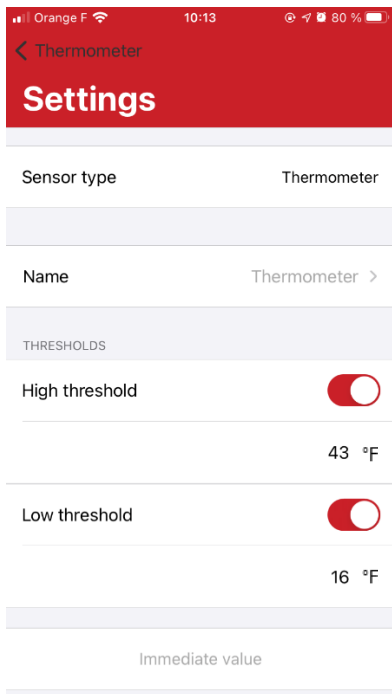 Orange F 10:13 80 %
Thermometer
Settings
Sensor type Thermometer
Name Thermometer
THRESHOLDS
High threshold
43 °F
Low threshold
16 °F
Immediate value